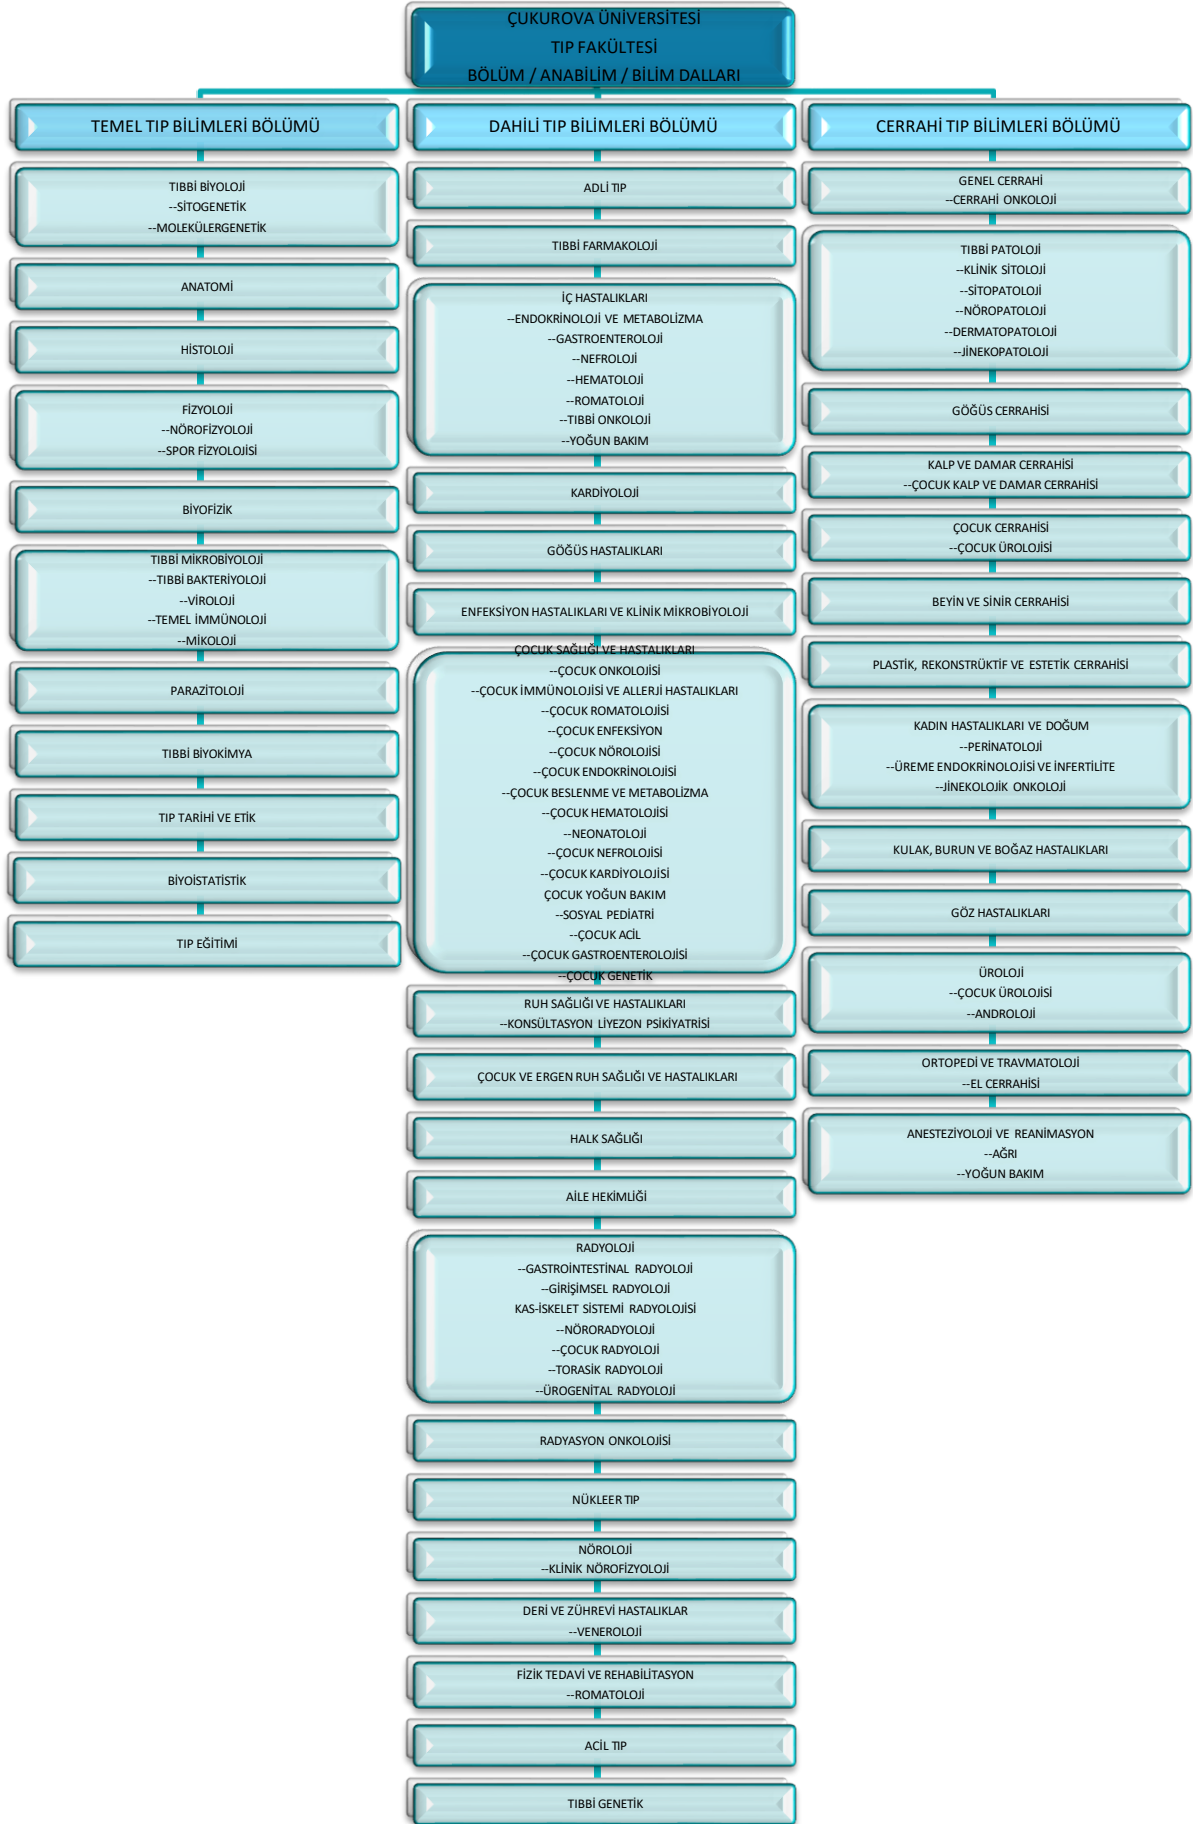 ÇUKUROVA ÜNİVERSİTESİ
TIP FAKÜLTESİ
BÖLÜM / ANABİLİM / BİLİM DALLARI
TEMEL TIP BİLİMLERİ BÖLÜMÜ
TIBBİ BİYOLOJİ
--SİTOGENETİK
--MOLEKÜLERGENETİK
ANATOMİ
HİSTOLOJİ
FİZYOLOJİ
--NÖROFİZYOLOJİ
--SPOR FİZYOLOJİSİ
BİYOFİZİK
TIBBİ MİKROBİYOLOJİ
--TIBBİ BAKTERİYOLOJİ
--VİROLOJİ
--TEMEL İMMÜNOLOJİ
--MİKOLOJİ
PARAZİTOLOJİ
TIBBİ BİYOKİMYA
TIP TARİHİ VE ETİK
BİYOİSTATİSTİK
TIP EĞİTİMİ
DAHİLİ TIP BİLİMLERİ BÖLÜMÜ
ADLİ TIP
TIBBİ FARMAKOLOJİ
İÇ HASTALIKLARI
--ENDOKRİNOLOJİ VE METABOLİZMA
--GASTROENTEROLOJİ
--NEFROLOJİ
--HEMATOLOJİ
--ROMATOLOJİ
--TIBBİ ONKOLOJİ
--YOĞUN BAKIM
KARDİYOLOJİ
GÖĞÜS HASTALIKLARI
ENFEKSİYON HASTALIKLARI VE KLİNİK MİKROBİYOLOJİ
ÇOCUK SAĞLIĞI VE HASTALIKLARI
--ÇOCUK ONKOLOJİSİ
--ÇOCUK İMMÜNOLOJİSİ VE ALLERJİ HASTALIKLARI
--ÇOCUK ROMATOLOJİSİ
--ÇOCUK ENFEKSİYON
--ÇOCUK NÖROLOJİSİ
--ÇOCUK ENDOKRİNOLOJİSİ
--ÇOCUK BESLENME VE METABOLİZMA
--ÇOCUK HEMATOLOJİSİ
--NEONATOLOJİ
--ÇOCUK NEFROLOJİSİ
--ÇOCUK KARDİYOLOJİSİ
ÇOCUK YOĞUN BAKIM
--SOSYAL PEDİATRİ
--ÇOCUK ACİL
--ÇOCUK GASTROENTEROLOJİSİ
--ÇOCUK GENETİK
RUH SAĞLIĞI VE HASTALIKLARI
--KONSÜLTASYON LİYEZON PSİKİYATRİSİ
ÇOCUK VE ERGEN RUH SAĞLIĞI VE HASTALIKLARI
HALK SAĞLIĞI
AİLE HEKİMLİĞİ
RADYOLOJİ
--GASTROİNTESTİNAL RADYOLOJİ
--GİRİŞİMSEL RADYOLOJİ
KAS-İSKELET SİSTEMİ RADYOLOJİSİ
--NÖRORADYOLOJİ
--ÇOCUK RADYOLOJİ
--TORASİK RADYOLOJİ
--ÜROGENİTAL RADYOLOJİ
RADYASYON ONKOLOJİSİ
NÜKLEER TIP
NÖROLOJİ
--KLİNİK NÖROFİZYOLOJİ
DERİ VE ZÜHREVİ HASTALIKLAR
--VENEROLOJİ
FİZİK TEDAVİ VE REHABİLİTASYON
--ROMATOLOJİ
ACİL TIP
TIBBİ GENETİK
CERRAHİ TIP BİLİMLERİ BÖLÜMÜ
GENEL CERRAHİ
--CERRAHİ ONKOLOJİ
TIBBİ PATOLOJİ
--KLİNİK SİTOLOJİ
--SİTOPATOLOJİ
--NÖROPATOLOJİ
--DERMATOPATOLOJİ
--JİNEKOPATOLOJİ
GÖĞÜS CERRAHİSİ
KALP VE DAMAR CERRAHİSİ
--ÇOCUK KALP VE DAMAR CERRAHİSİ
ÇOCUK CERRAHİSİ
--ÇOCUK ÜROLOJİSİ
BEYİN VE SİNİR CERRAHİSİ
PLASTİK, REKONSTRÜKTİF VE ESTETİK CERRAHİSİ
KADIN HASTALIKLARI VE DOĞUM
--PERİNATOLOJİ
--ÜREME ENDOKRİNOLOJİSİ VE İNFERTİLİTE
--JİNEKOLOJİK ONKOLOJİ
KULAK, BURUN VE BOĞAZ HASTALIKLARI
GÖZ HASTALIKLARI
ÜROLOJİ
--ÇOCUK ÜROLOJİSİ
--ANDROLOJİ
ORTOPEDİ VE TRAVMATOLOJİ
--EL CERRAHİSİ
ANESTEZİYOLOJİ VE REANİMASYON
--AĞRI
--YOĞUN BAKIM